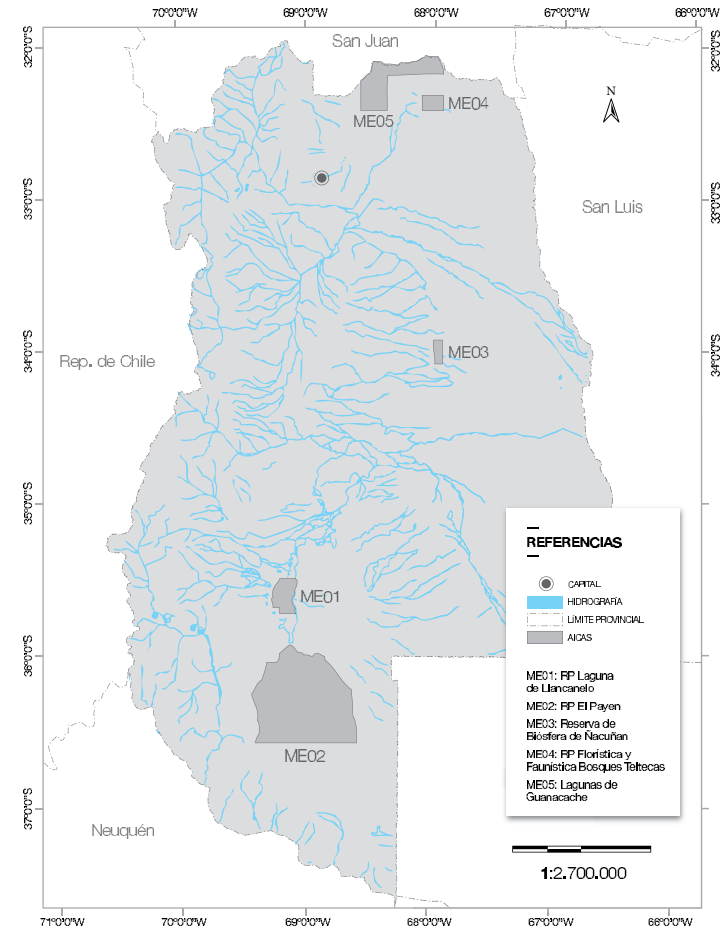 70°0'0"W 69°0'0"W 68°0'0"W 67°0'0"W 66°0'0"W
32°0'0"S
32°0'0"S
San Juan
N
ME04
ME05
33°0'0"S
33°0'0"S
San Luis
34°0'0"S
34°0'0"S
Rep. de Chile
ME03
35°0'0"S
REFERENCIAS
CAPITAL
HIDROGRAFÍA
LÍMITE PROVINCIAL
AICAS
ME01: RP Laguna
de Llancanelo
ME02: RP El Payen
ME03: Reserva de
Biósfera de Ñacuñan
ME04: RP Florística y
Faunística Bosques Teltecas
ME05: Lagunas de
Guanacache
ME01
36°0'0"S
ME02
37°0'0"S
Neuquén
1:2.700.000
71°0'0"W 70°0'0"W 69°0'0"W 68°0'0"W 67°0'0"W 66°0'0"W